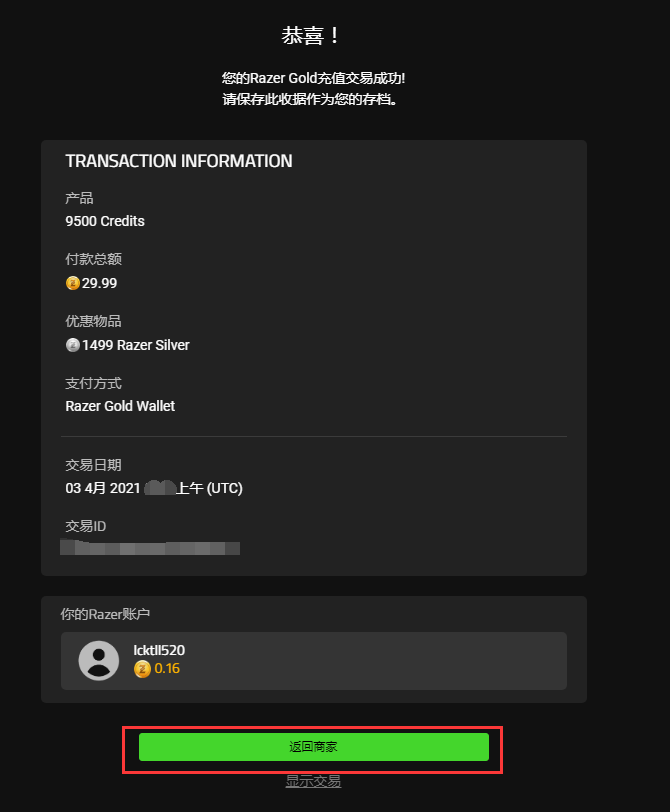 恭喜！
您的Razer Gold充值交易成功!
请保存此收据作为您的存档。
TRANSACTION INFORMATION
产品
9500 Credits
付款总额
29.99
优惠物品
1499 Razer Silver
支付方式
Razer Gold Wallet
交易日期
03 4月 2021 上午 (UTC)
交易ID
你的Razer账户
lcktll520
0.16
返回商家
显示交易